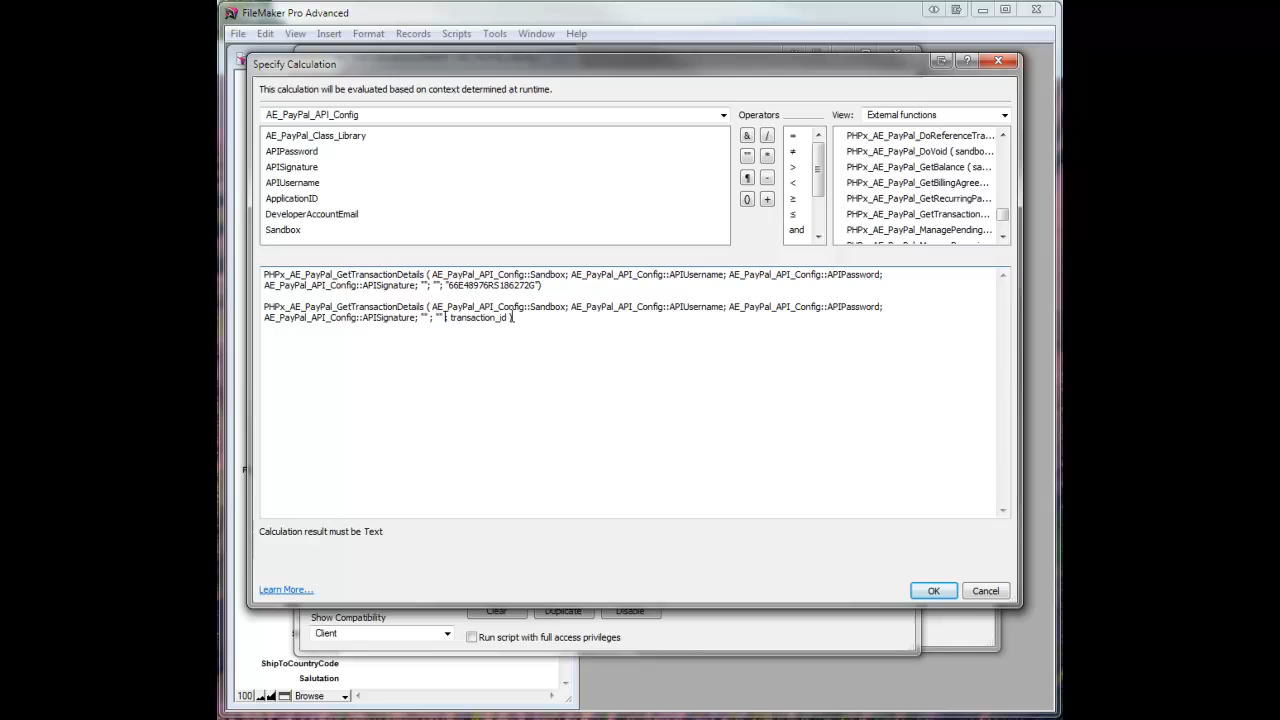 FileMaker Pro Advanced
File Edit View Insert Format Records Scripts Tools Window Help
Specify Calculation
This calculation will be evaluated based on context determined at runtime.
AE_PayPal_API_Config
Operators
View: External functions
AE_PayPal_Class_Library
APIPassword
APISignature
APIUsername
ApplicationID
DeveloperAccountEmail
Sandbox
& /
"" *
¶ -
() +
=
≠
>
<
≥
≤
and
PHPx_AE_PayPal_DoReferenceTra...
PHPx_AE_PayPal_DoVoid ( sandbo...
PHPx_AE_PayPal_GetBalance ( sa...
PHPx_AE_PayPal_GetBillingAgree...
PHPx_AE_PayPal_GetRecurringPa...
PHPx_AE_PayPal_GetTransaction...
PHPx_AE_PayPal_ManagePending...
PHPx_AE_PayPal_GetTransactionDetails ( AE_PayPal_API_Config::Sandbox; AE_PayPal_API_Config::APIUsername; AE_PayPal_API_Config::APIPassword;
AE_PayPal_API_Config::APISignature; ""; ""; "66E48976RS186272G")
PHPx_AE_PayPal_GetTransactionDetails ( AE_PayPal_API_Config::Sandbox; AE_PayPal_API_Config::APIUsername; AE_PayPal_API_Config::APIPassword;
AE_PayPal_API_Config::APISignature; "" ; "" ; transaction_id )
Calculation result must be Text
Learn More...
OK Cancel
Clear Duplicate Disable
Show Compatibility
Client
Run script with full access privileges
ShipToCountryCode
Salutation
100 Browse